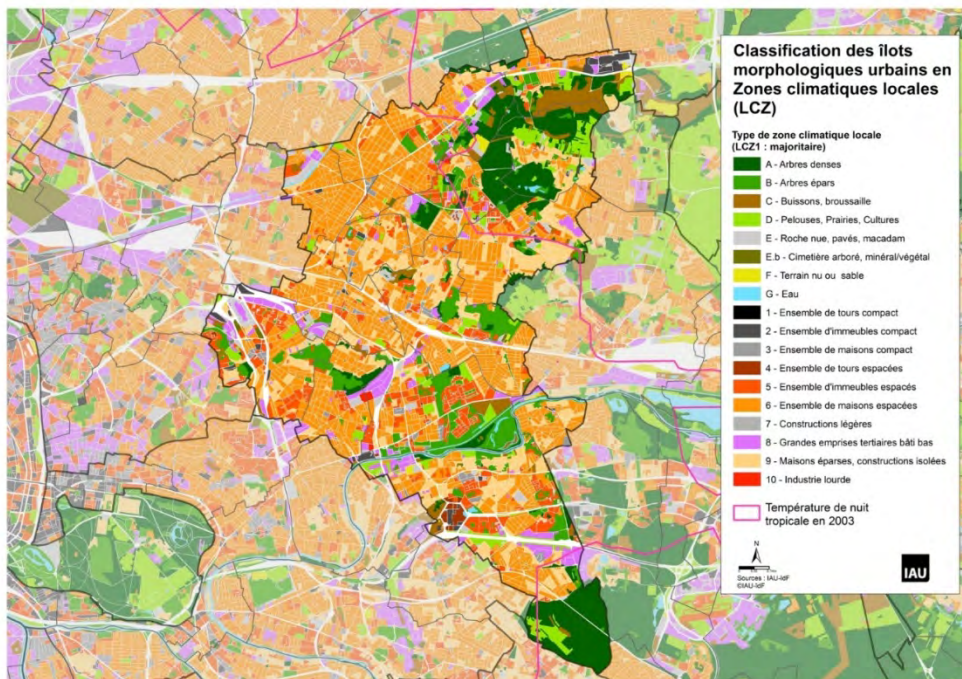 Classification des îlots
morphologiques urbains en
Zones climatiques locales
(LCZ)
Type de zone climatique locale
(LCZ1 : majoritaire)
A - Arbres denses
B - Arbres épars
C - Buissons, broussaille
D - Pelouses, Prairies, Cultures
E - Roche nue, pavés, macadam
E.b - Cimetière arboré, minéral/végétal
F - Terrain nu ou sable
G - Eau
1 - Ensemble de tours compact
2 - Ensemble d'immeubles compact
3 - Ensemble de maisons compact
4 - Ensemble de tours espacées
5 - Ensemble d'immeubles espacés
6 - Ensemble de maisons espacées
7 - Constructions légères
8 - Grandes emprises tertiaires bâti bas
9 - Maisons éparses, constructions isolées
10 - Industrie lourde
Température de nuit
tropicale en 2003
N
Sources : IAU-IdF
©IAU-IdF
IAU